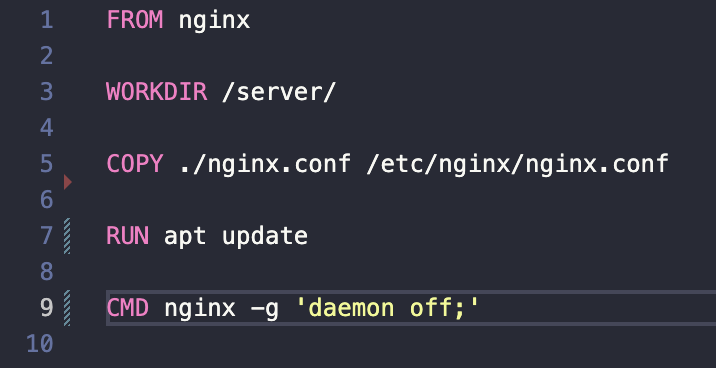 1 FROM nginx
2
3 WORKDIR /server/
4
5 COPY ./nginx.conf /etc/nginx/nginx.conf
6
7 RUN apt update
8
9 CMD nginx -g 'daemon off;'
10